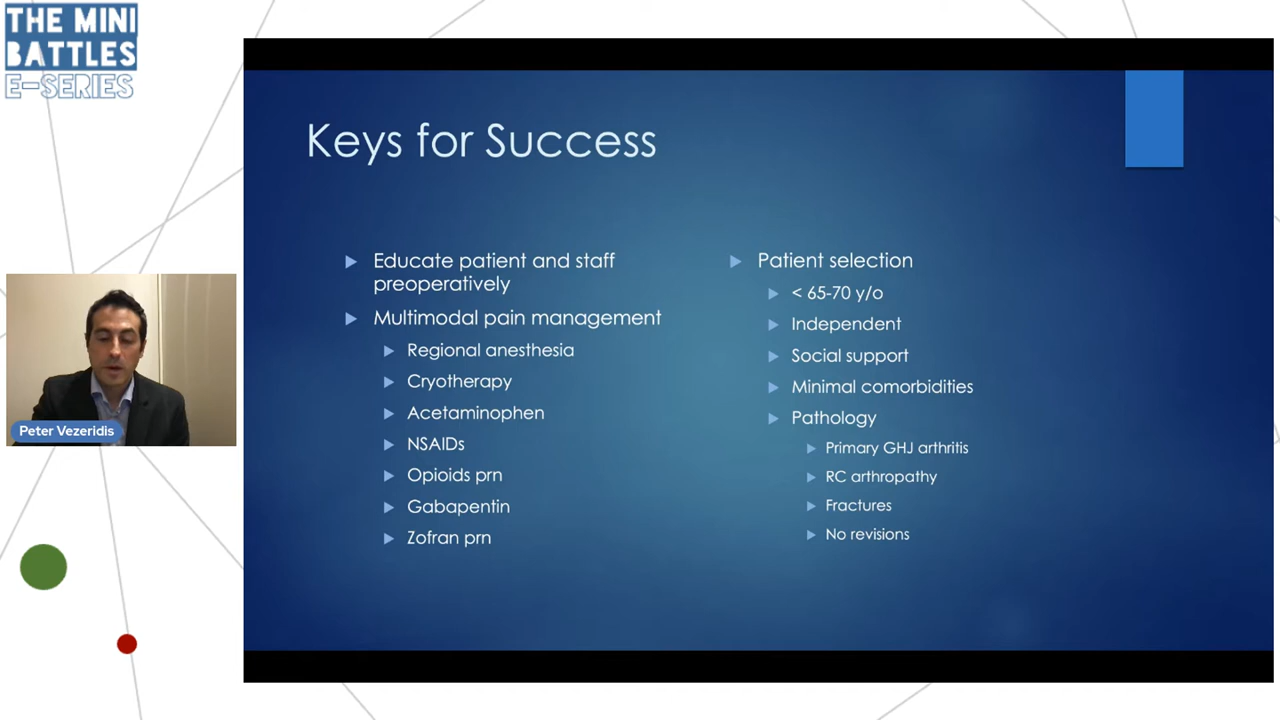 THE MINI
BATTLES
E-SERIES
Keys for Success
Educate patient and staff
preoperatively
Multimodal pain management
Regional anesthesia
Cryotherapy
Acetaminophen
NSAIDs
Opioids prn
Gabapentin
Zofran prn
Patient selection
< 65-70 y/o
Independent
Social support
Minimal comorbidities
Pathology
Primary GHJ arthritis
RC arthropathy
Fractures
No revisions
Peter Vezeridis